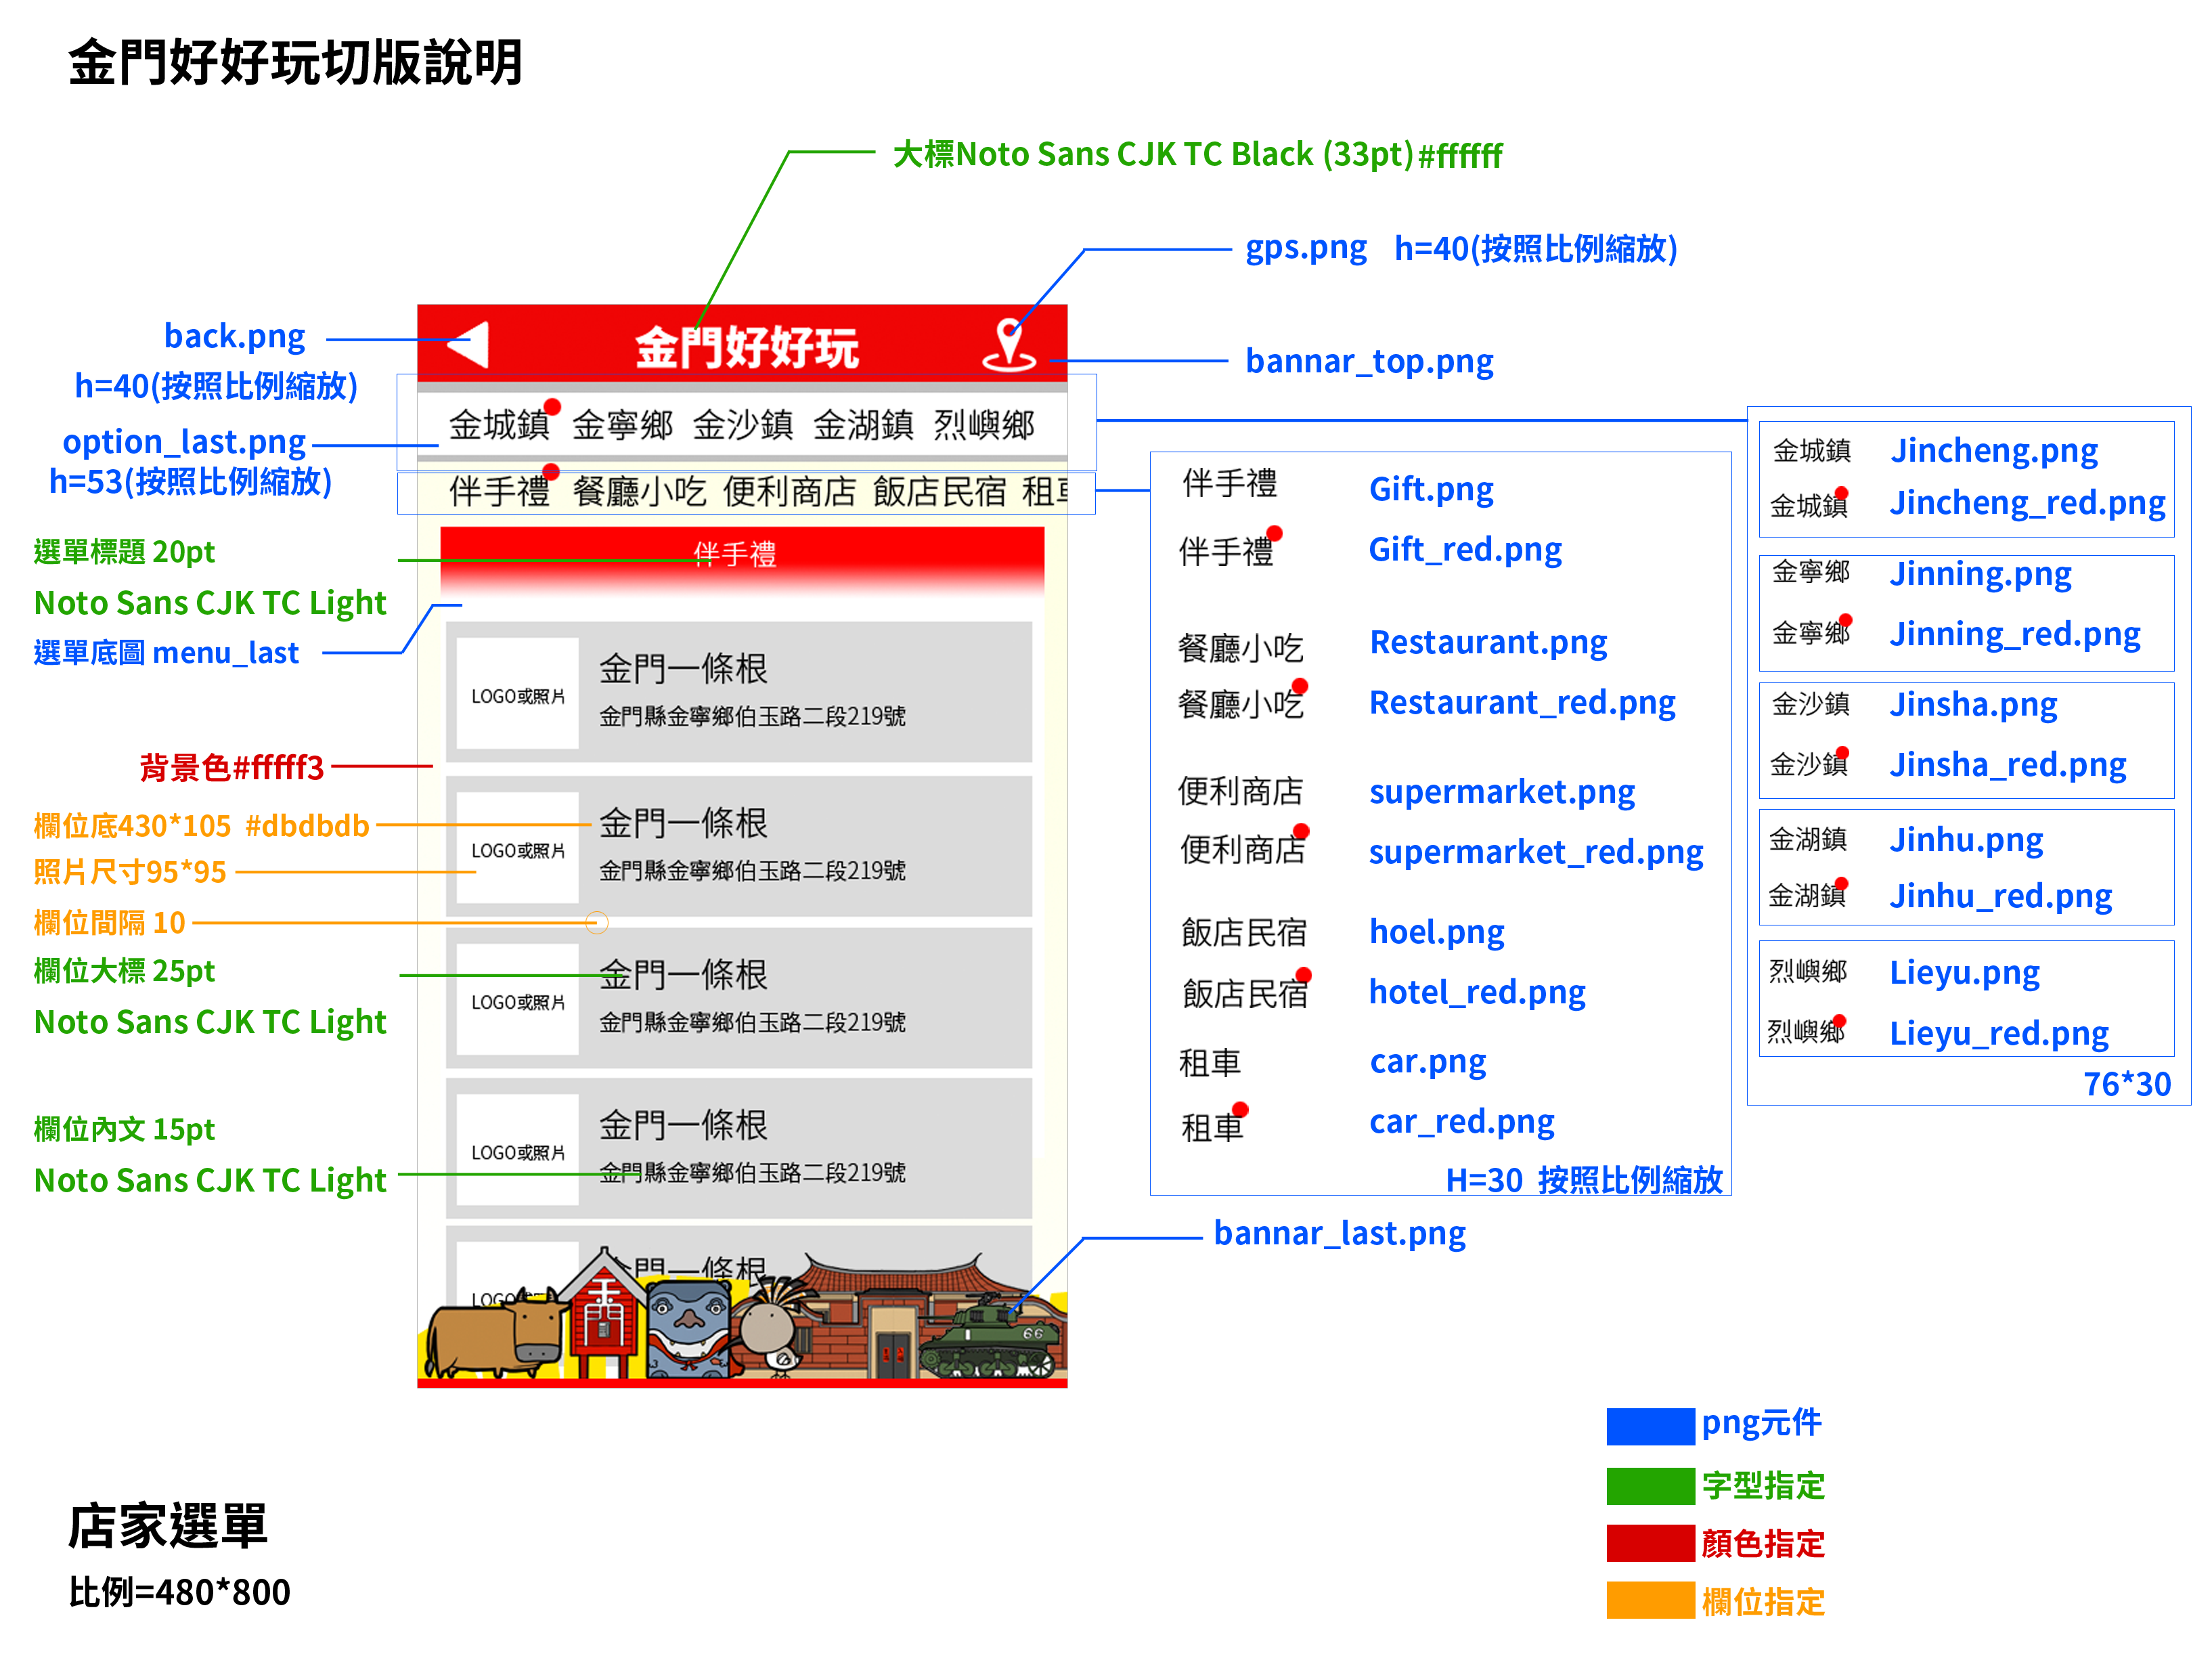 金門好好玩切版說明
大標Noto Sans CJK TC Black (33pt) #ffffff
gps.png h=40(按照比例縮放)
back.png
h=40(按照比例縮放)
金門好好玩
bannar_top.png
option_last.png
h=53(按照比例縮放)
金城鎮 金寧鄉 金沙鎮 金湖鎮 烈嶼鄉
伴手禮 餐廳小吃 便利商店 飯店民宿 租車
選單標題 20pt
Noto Sans CJK TC Light
選單底圖 menu_last
伴手禮
LOGO或照片
金門一條根
金門縣金寧鄉伯玉路二段219號
背景色#fffff3
欄位底430*105 #dbdbdb
照片尺寸95*95
欄位間隔 10
LOGO或照片
金門一條根
金門縣金寧鄉伯玉路二段219號
欄位大標 25pt
Noto Sans CJK TC Light
LOGO或照片
金門一條根
金門縣金寧鄉伯玉路二段219號
欄位內文 15pt
Noto Sans CJK TC Light
LOGO或照片
金門一條根
金門縣金寧鄉伯玉路二段219號
LOGO
金門一條根
金門
66
bannar_last.png
伴手禮 Gift.png
伴手禮 Gift_red.png
餐廳小吃 Restaurant.png
餐廳小吃 Restaurant_red.png
便利商店 supermarket.png
便利商店 supermarket_red.png
飯店民宿 hoel.png
飯店民宿 hotel_red.png
租車 car.png
租車 car_red.png
H=30 按照比例縮放
金城鎮 Jincheng.png
金城鎮 Jincheng_red.png
金寧鄉 Jinning.png
金寧鄉 Jinning_red.png
金沙鎮 Jinsha.png
金沙鎮 Jinsha_red.png
金湖鎮 Jinhu.png
金湖鎮 Jinhu_red.png
烈嶼鄉 Lieyu.png
烈嶼鄉 Lieyu_red.png
76*30
png元件
字型指定
顏色指定
欄位指定
店家選單
比例=480*800